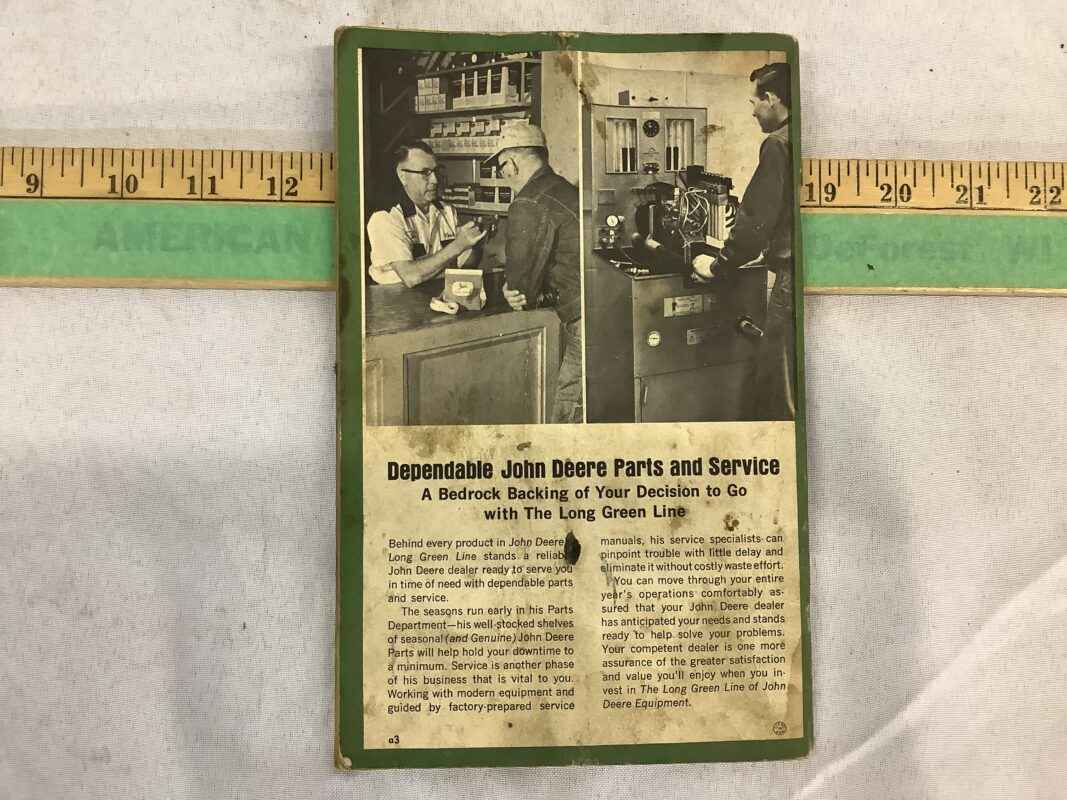 9 10 11 12 19 20 21 22
AMERICAN
Dependable John Deere Parts and Service
A Bedrock Backing of Your Decision to Go
with The Long Green Line
Behind every product in John Deere's
Long Green Line stands a reliable
John Deere dealer ready to serve you
in time of need with dependable parts
and service.
The seasons run early in his Parts
Department—his well-stocked shelves
of seasonal (and Genuine) John Deere
Parts will help hold your downtime to
a minimum. Service is another phase
of his business that is vital to you.
Working with modern equipment and
guided by factory-prepared service
manuals, his service specialists can
pinpoint trouble with little delay and
eliminate it without costly waste effort.
You can move through your entire
year's operations comfortably as-
sured that your John Deere dealer
has anticipated your needs and stands
ready to help solve your problems.
Your competent dealer is one more
assurance of the greater satisfaction
and value you'll enjoy when you in-
vest in The Long Green Line of John
Deere Equipment.
a3